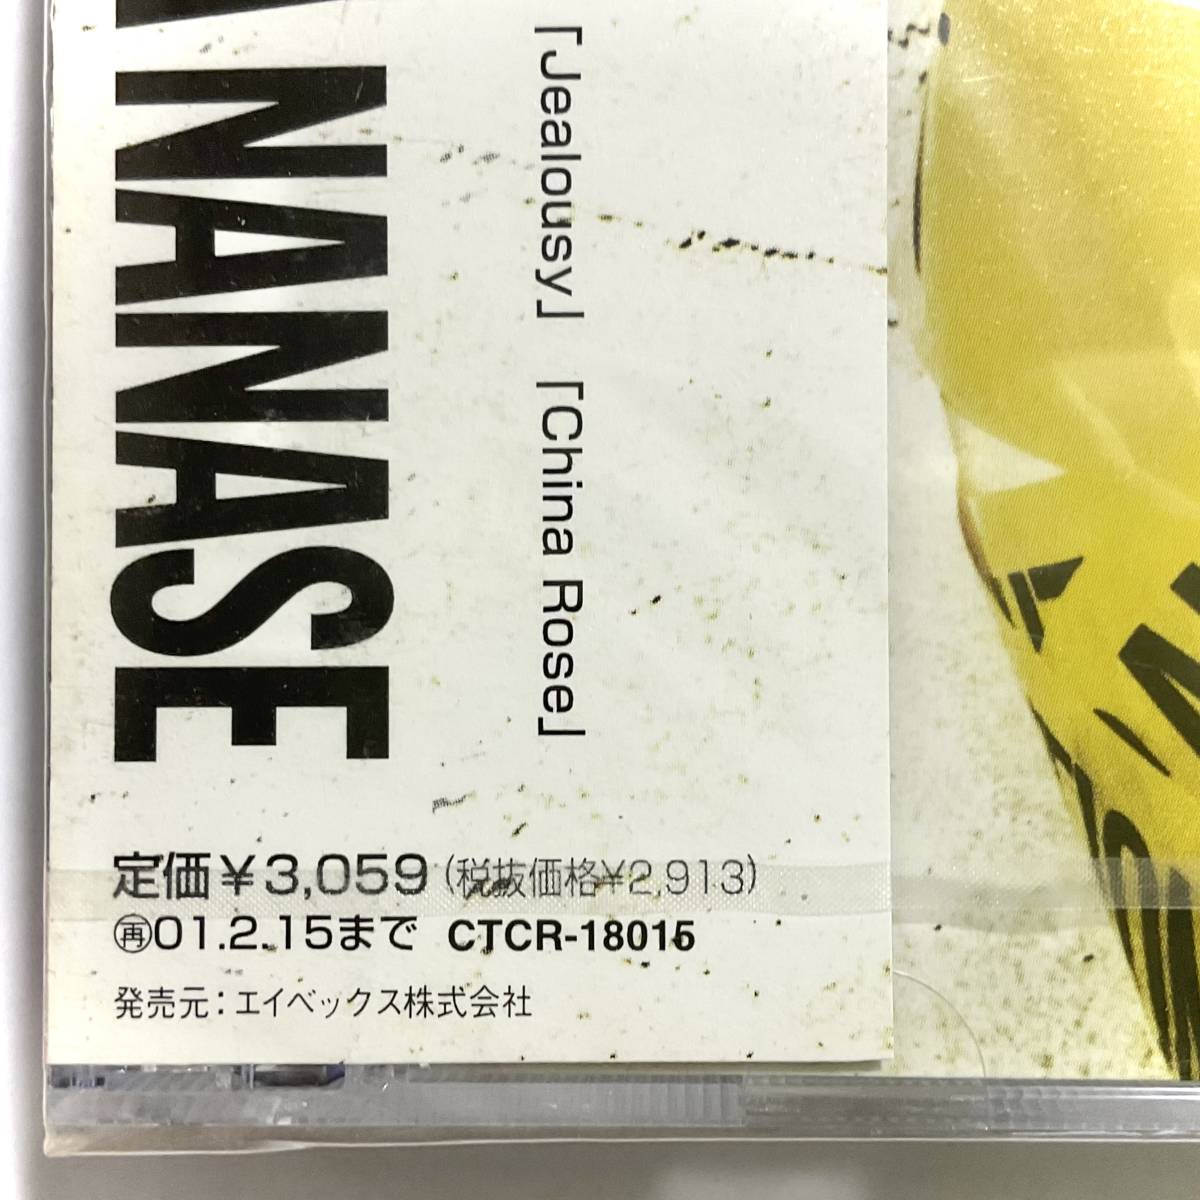 NANASE
「Jealousy」「China Rose」
定価¥3,059(税抜価格¥2,913)
㊞01.2.15まで CTCR-18015
発売元:エイベックス株式会社